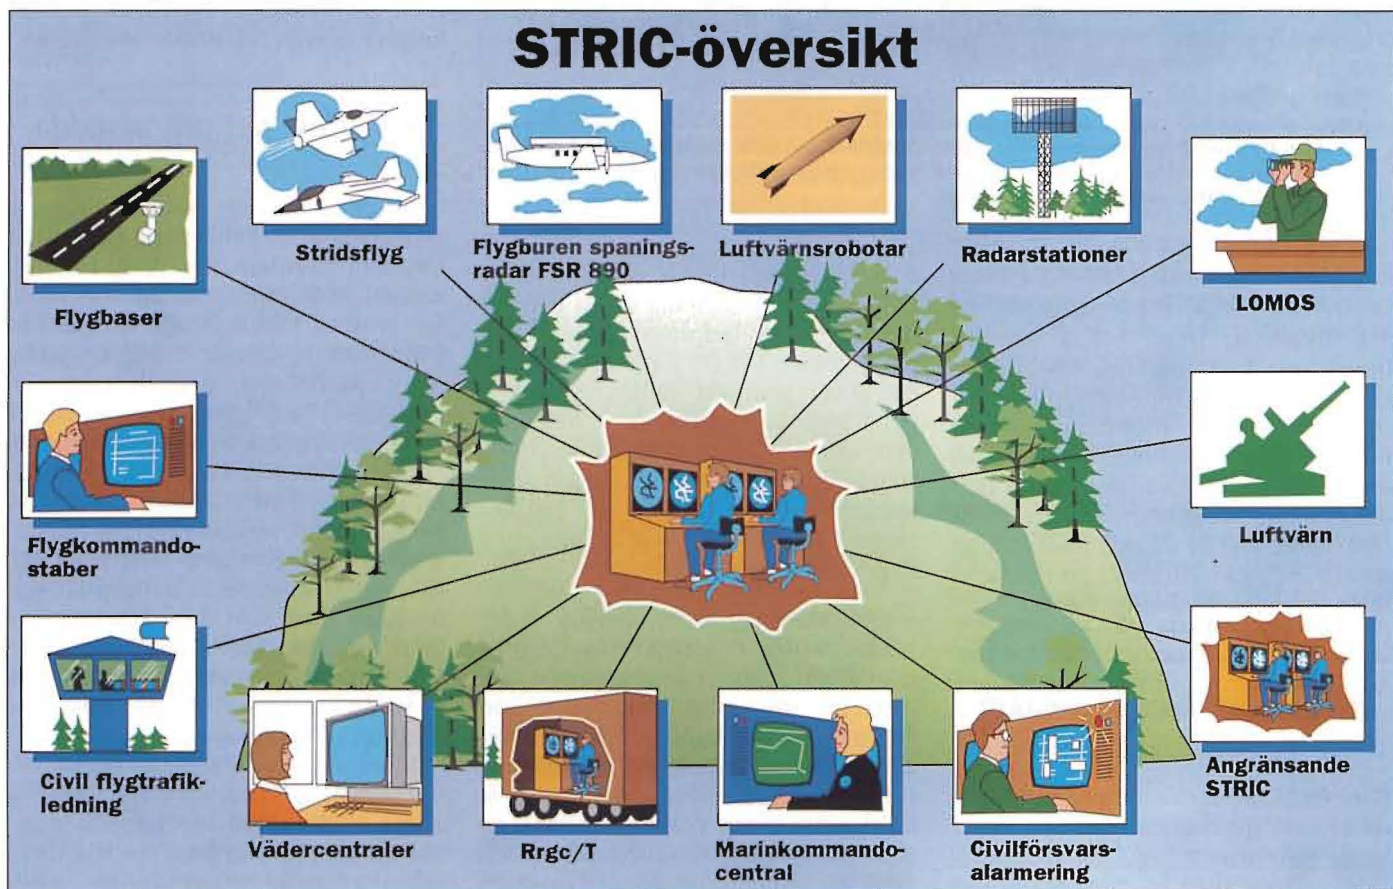 STRIC-översikt
Stridsflyg
Flygburen spanings-
radar FSR 890
Luftvärnsrobotar
Radarstationer
Flygbaser
LOMOS
Flygkommando-
staber
Luftvärn
Civil flygtrafik-
ledning
Angränsande
STRIC
Vädercentraler
Rrgc/T
Marinkommando-
central
Civilförsvars-
alarmering